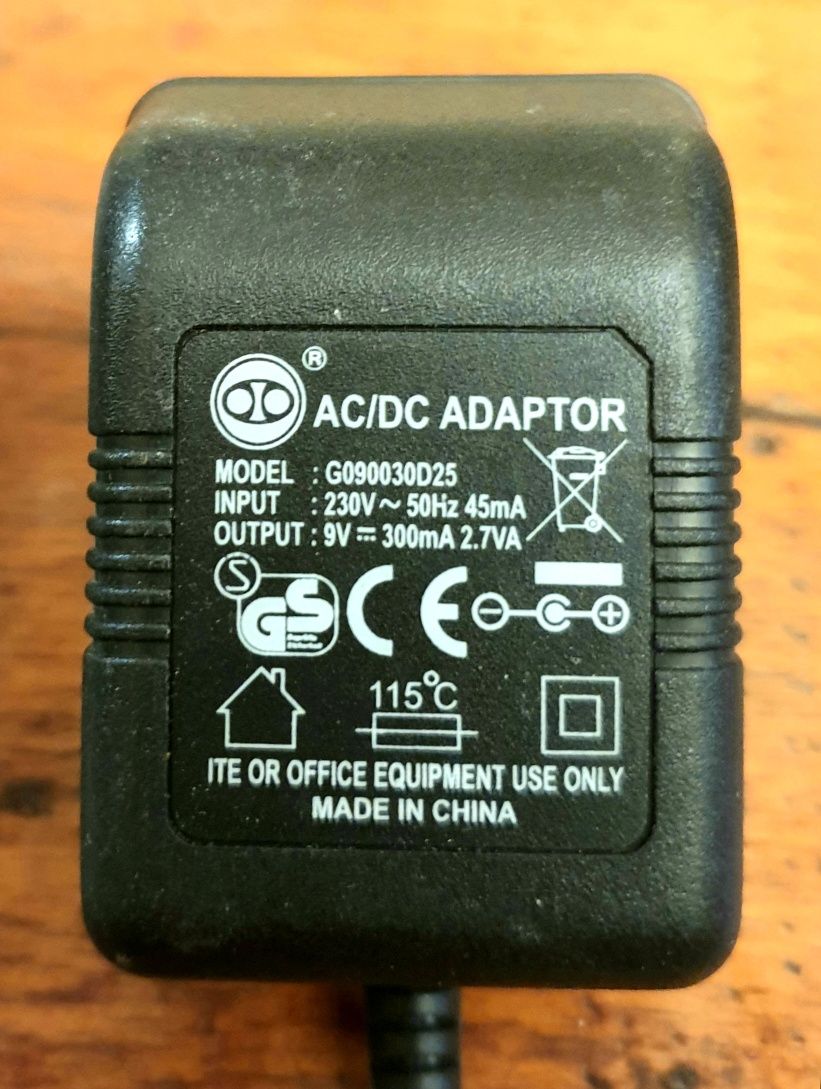 ®
AC/DC ADAPTOR
MODEL : G090030D25
INPUT : 230V ~ 50Hz 45mA
OUTPUT : 9V ⎓ 300mA 2.7VA
S GS CE
115°C
ITE OR OFFICE EQUIPMENT USE ONLY
MADE IN CHINA